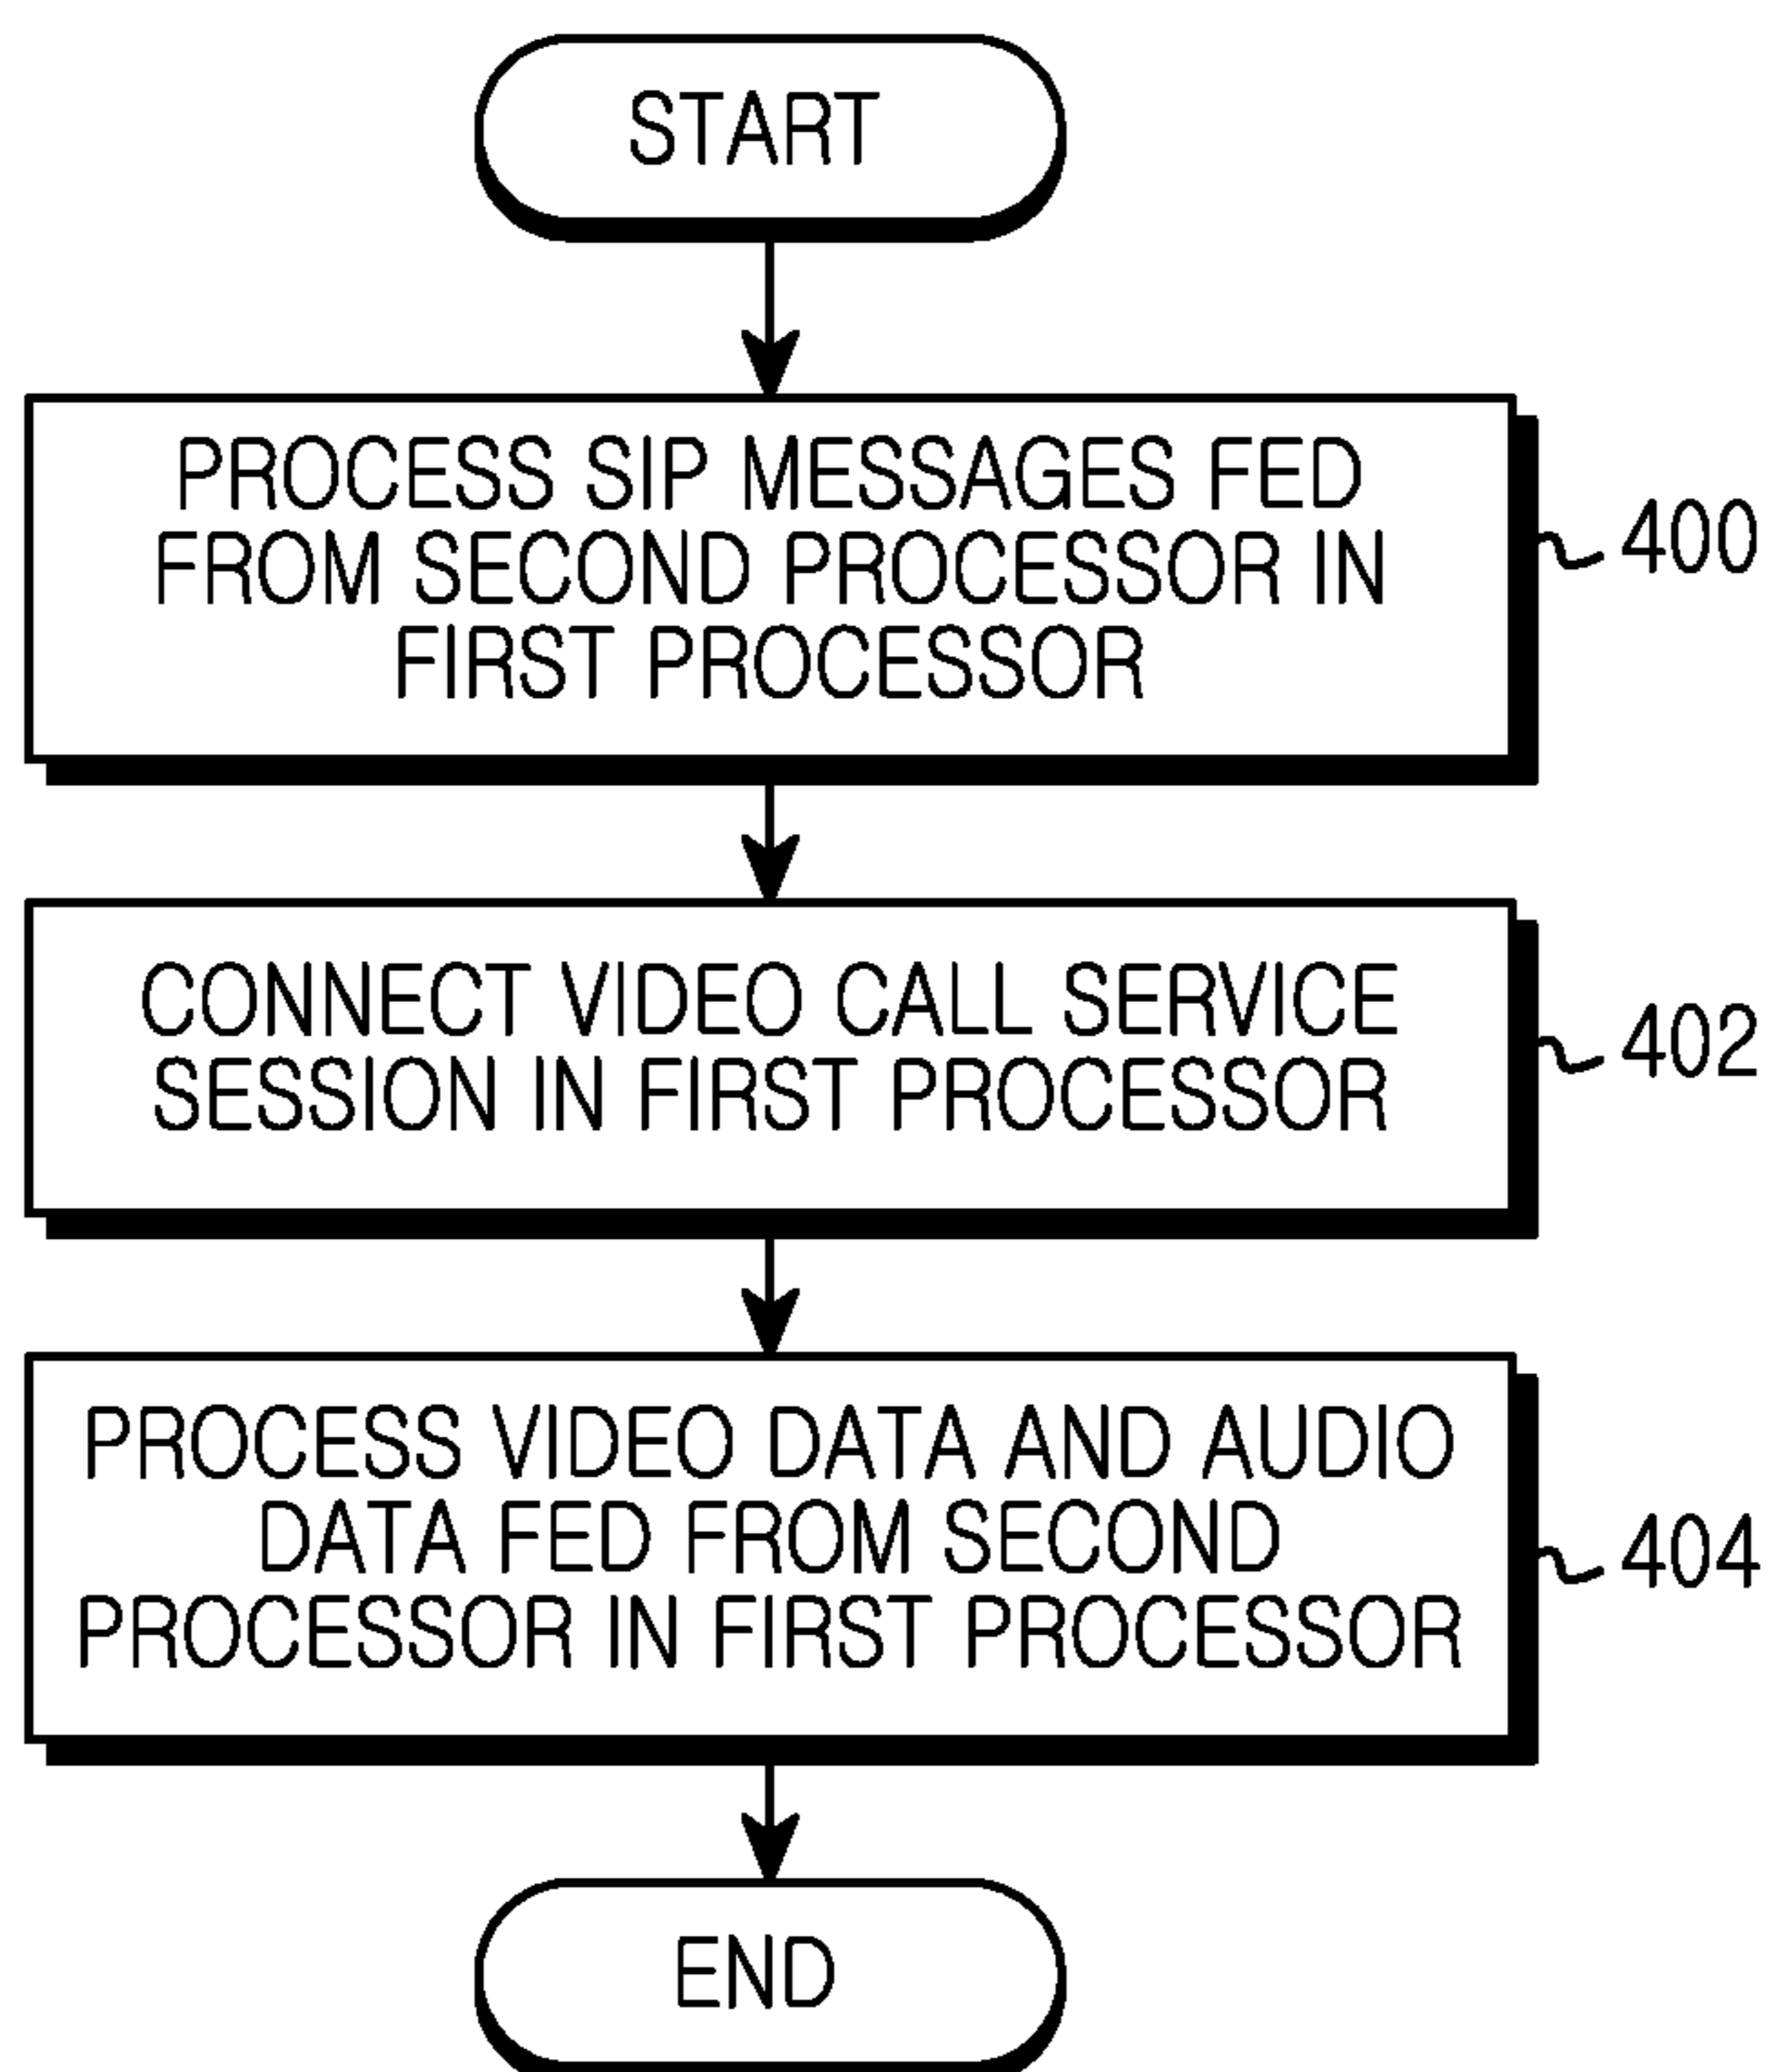 START
PROCESS SIP MESSAGES FED
FROM SECOND PROCESSOR IN
FIRST PROCESSOR
400
CONNECT VIDEO CALL SERVICE
SESSION IN FIRST PROCESSOR
402
PROCESS VIDEO DATA AND AUDIO
DATA FED FROM SECOND
PROCESSOR IN FIRST PROCESSOR
404
END